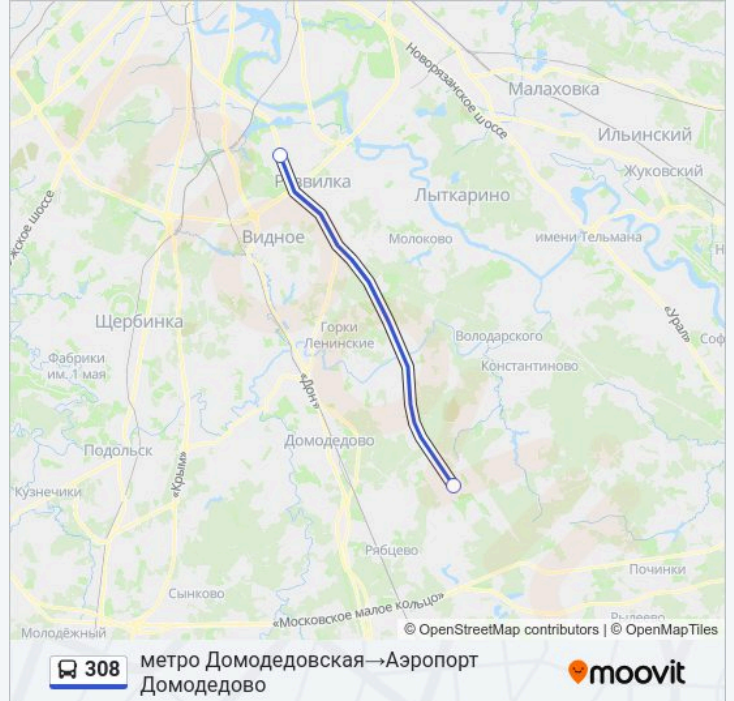 Новорязанское шоссе
Малаховка
Ильинский
Жуковский
Развилка
Лыткарино
Видное
Молоково
имени Тельмана
жское шоссе
Щербинка
Горки
Ленинские
Володарского
«Урал»
Соф
Фабрики
им. 1 мая
Константиново
«Дон»
Домодедово
Подольск
«Крым»
Кузнечики
Рябцево
Починки
Сынково
«Московское малое кольцо»
Рылеево
Молодёжный
© OpenStreetMap contributors | © OpenMapTiles
308
метро Домодедовская→Аэропорт
Домодедово
moovit